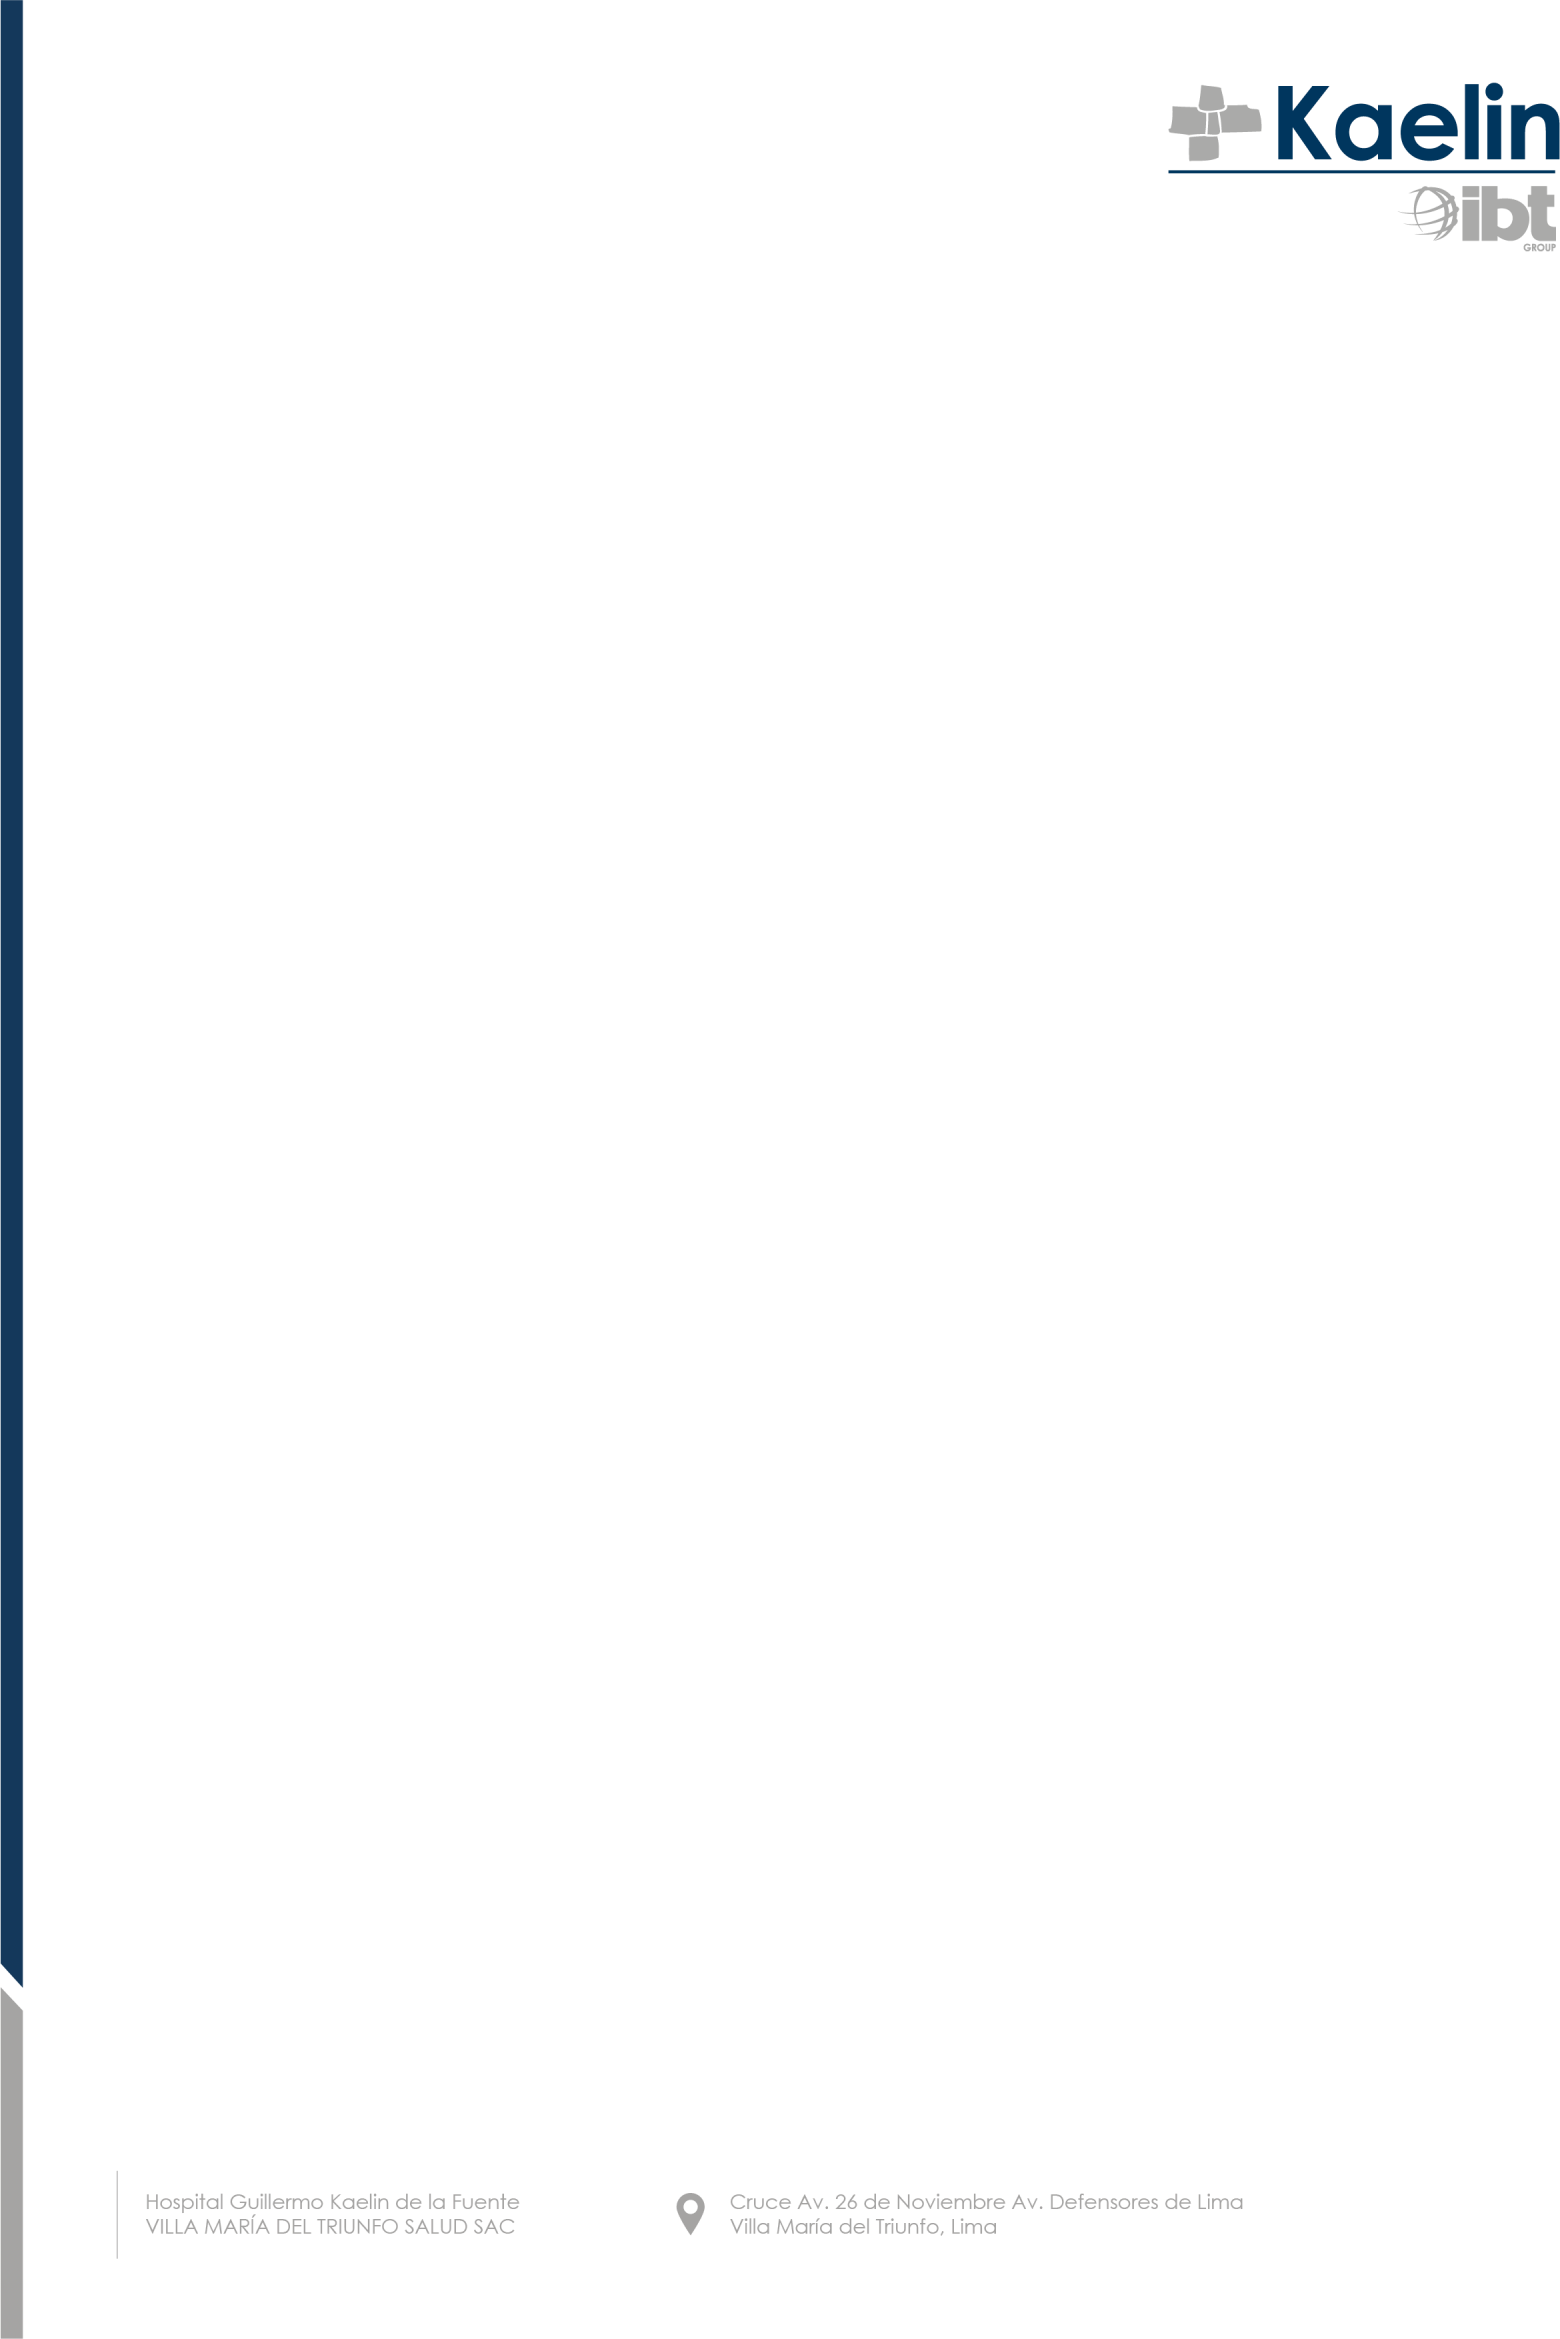 Kaelin
ibt
GROUP
Hospital Guillermo Kaelin de la Fuente
VILLA MARÍA DEL TRIUNFO SALUD SAC
Cruce Av. 26 de Noviembre Av. Defensores de Lima
Villa María del Triunfo, Lima